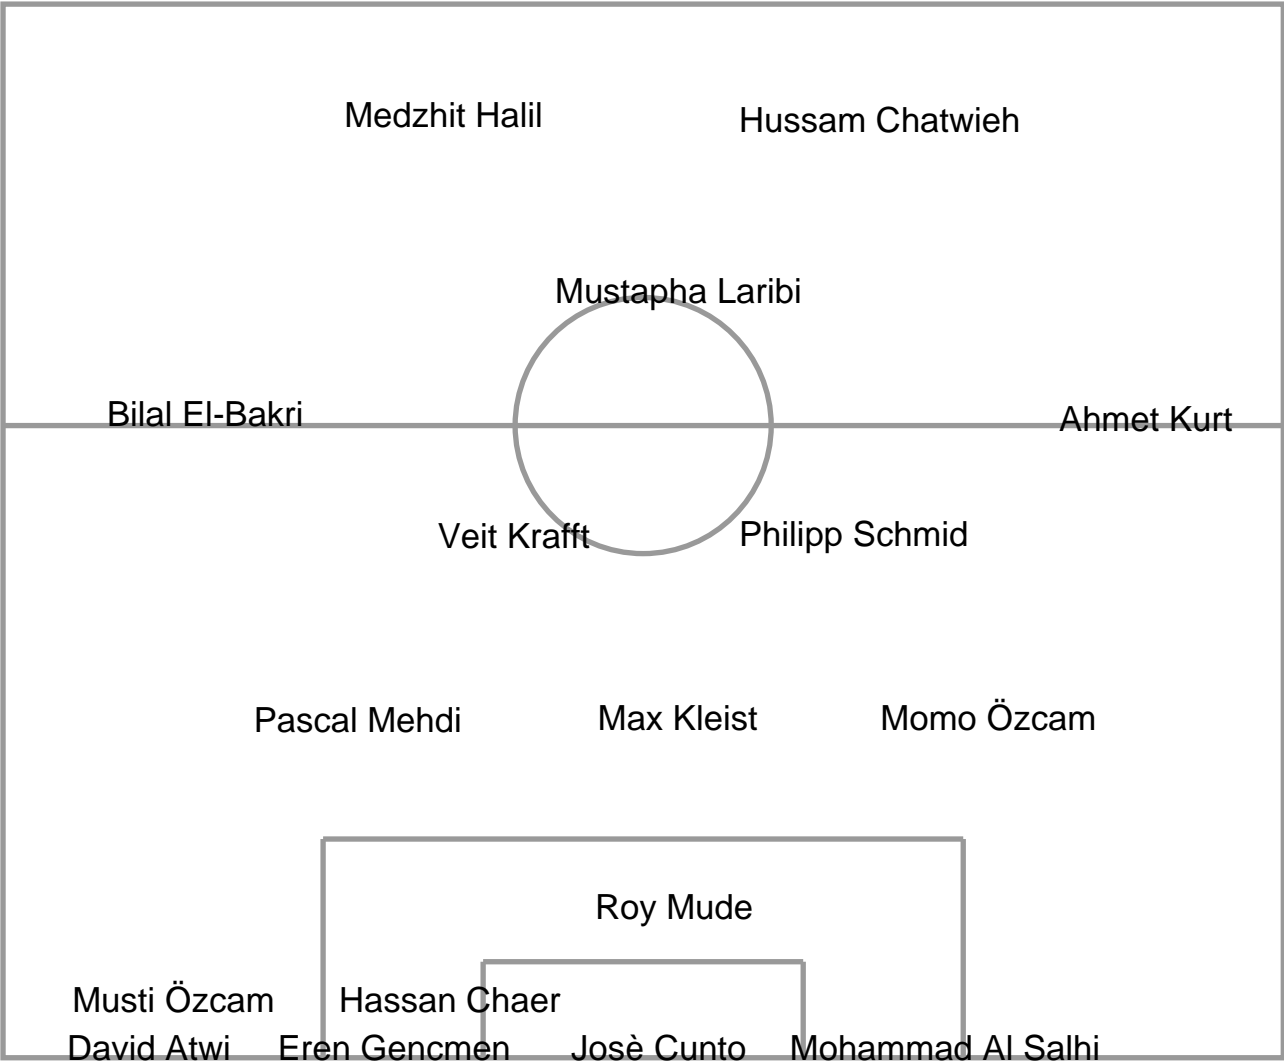 Medzhit Halil Hussam Chatwieh
Mustapha Laribi
Bilal El-Bakri Ahmet Kurt
Veit Krafft Philipp Schmid
Pascal Mehdi Max Kleist Momo Özcam
Roy Mude
Musti Özcam Hassan Chaer
David Atwi Eren Gencmen Josè Cunto Mohammad Al Salhi